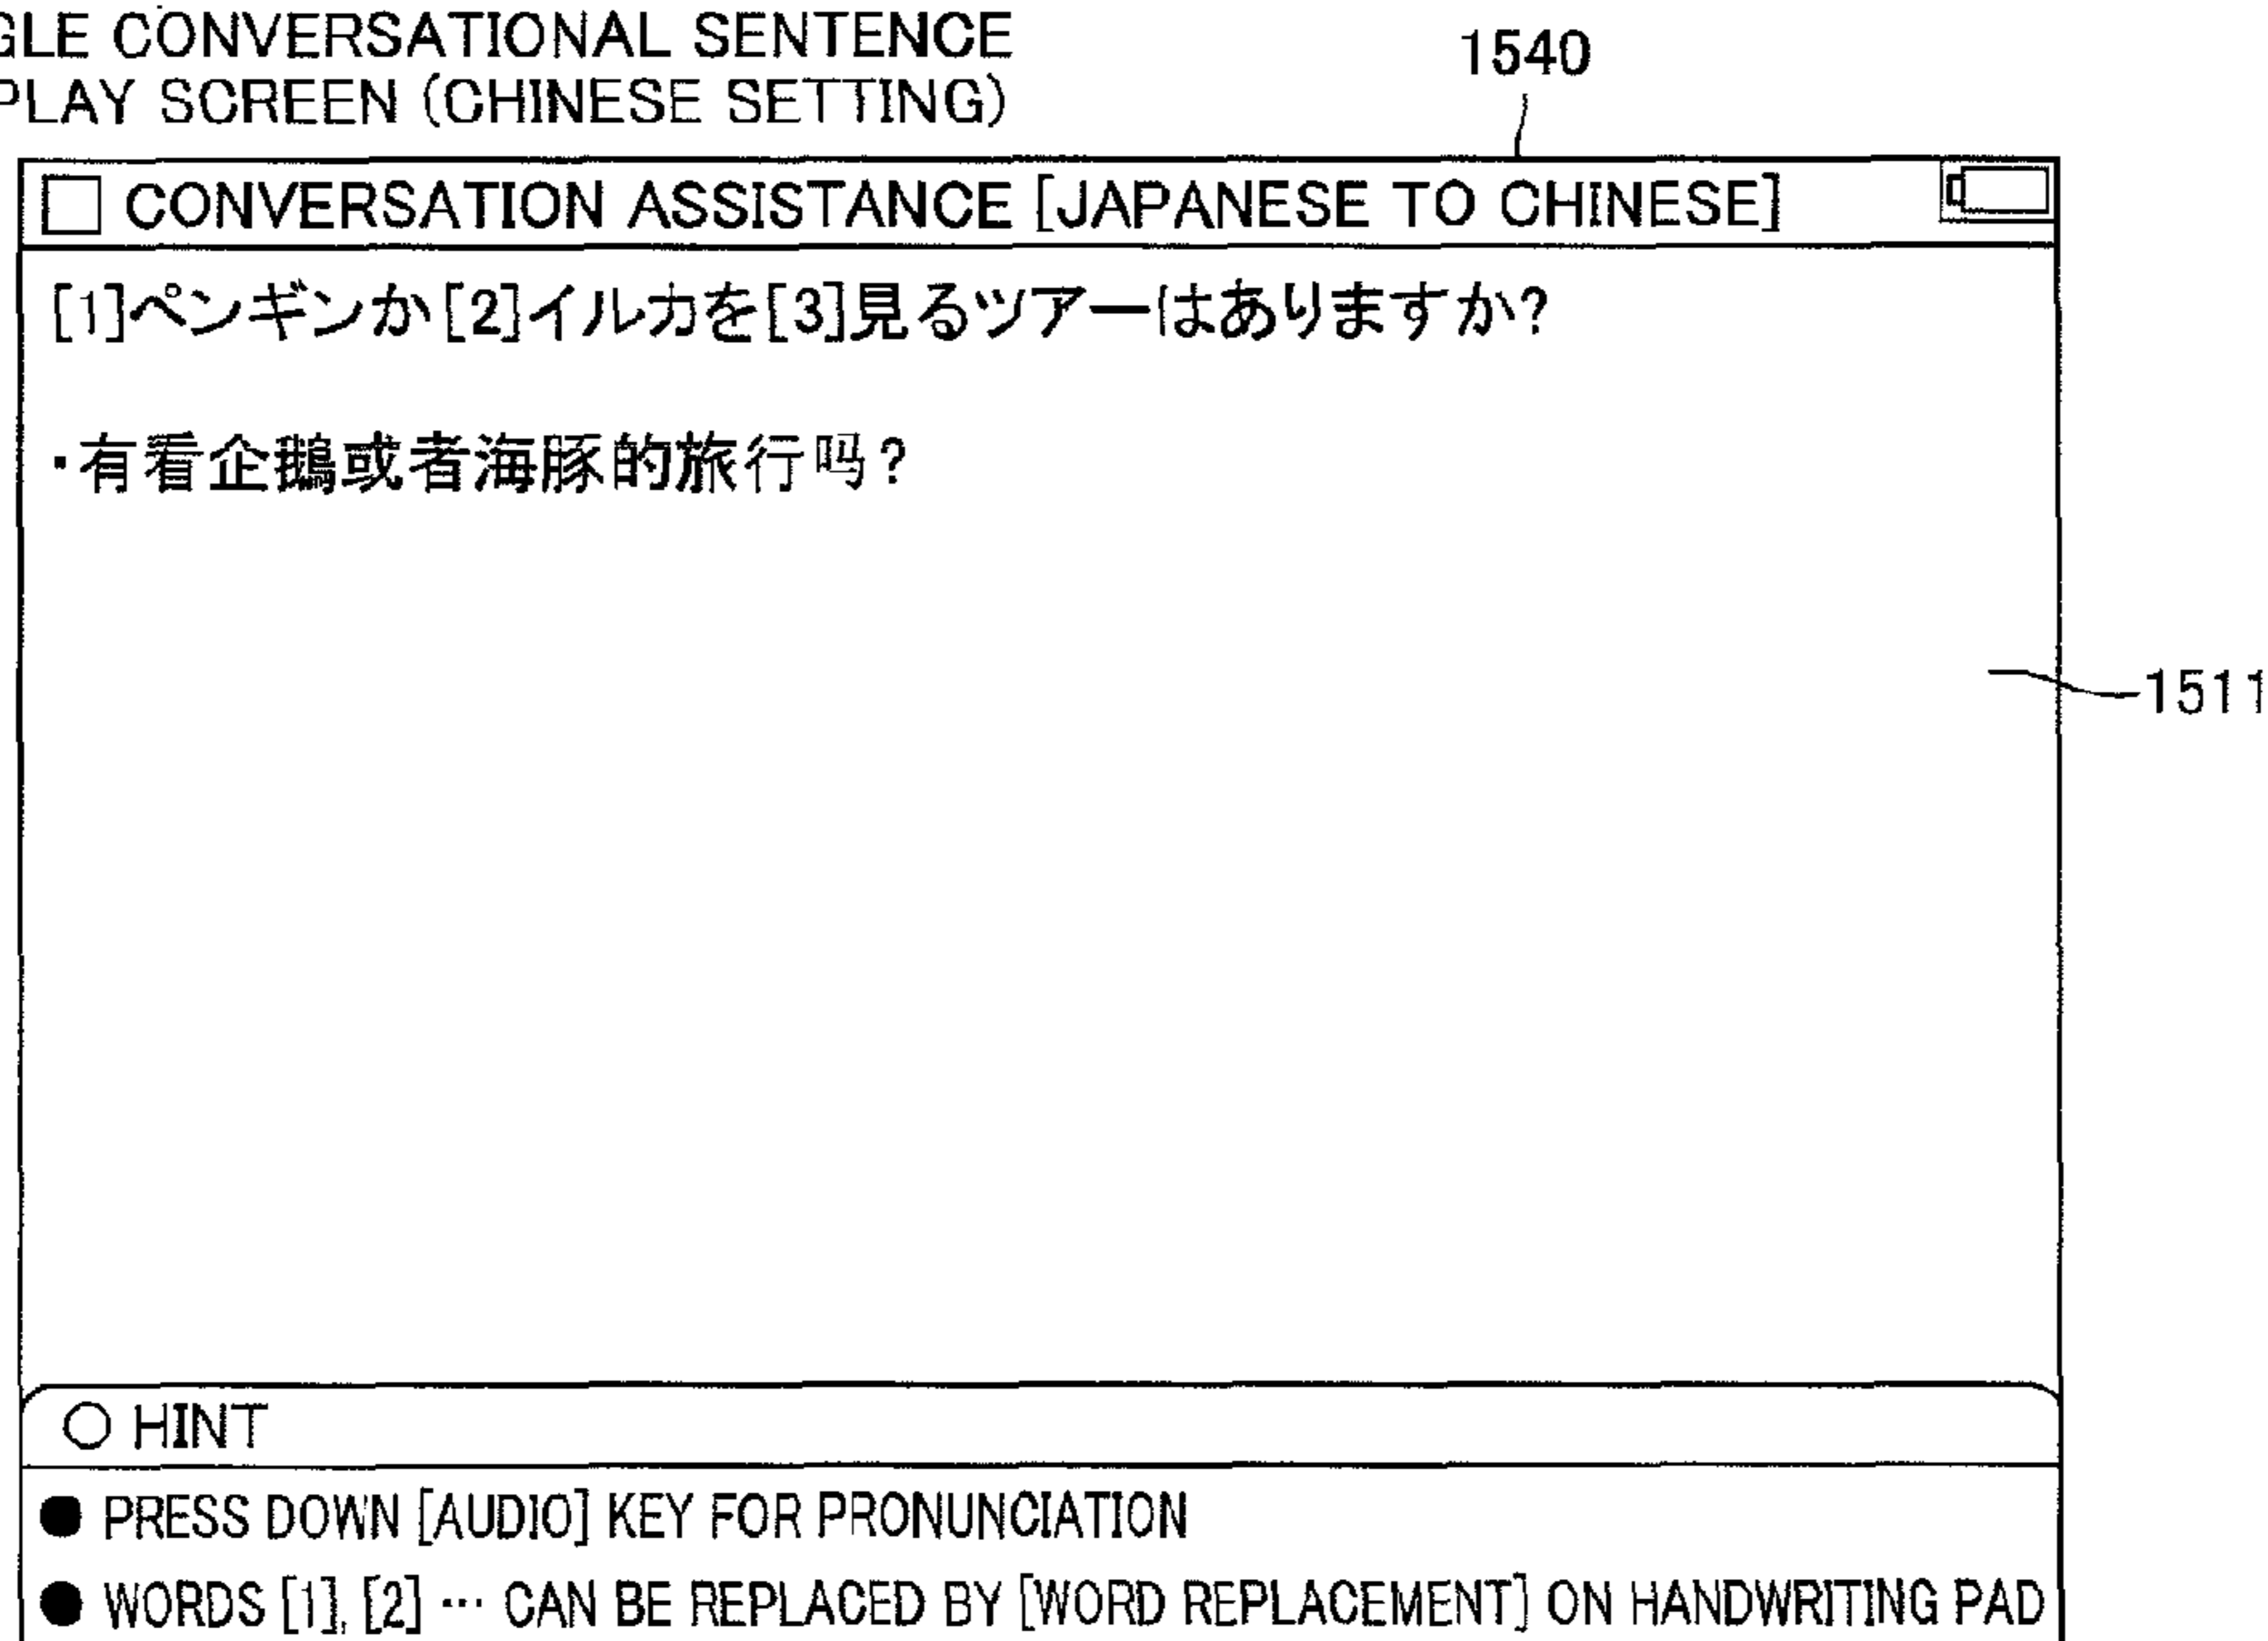 GLE CONVERSATIONAL SENTENCE
PLAY SCREEN (CHINESE SETTING)
1540
CONVERSATION ASSISTANCE [JAPANESE TO CHINESE]
[1]ペンギンか[2]イルカを[3]見るツアーはありますか?
・有看企鵝或者海豚的旅行吗?
1511
HINT
● PRESS DOWN [AUDIO] KEY FOR PRONUNCIATION
● WORDS [1], [2] … CAN BE REPLACED BY [WORD REPLACEMENT] ON HANDWRITING PAD